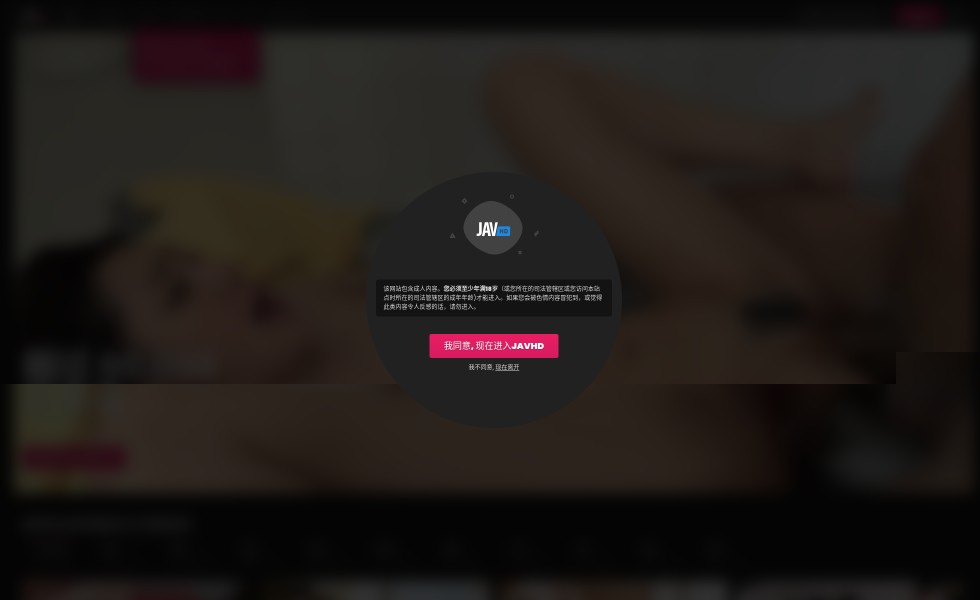 JAV HD
该网站包含成人内容。您必须至少年满18岁（或您所在的司法管辖区或您访问本站
点时所在的司法管辖区的成年年龄)才能进入。如果您会被色情内容冒犯到，或觉得
此类内容令人反感的话，请勿进入。
我同意, 现在进入JAVHD
我不同意, 现在离开